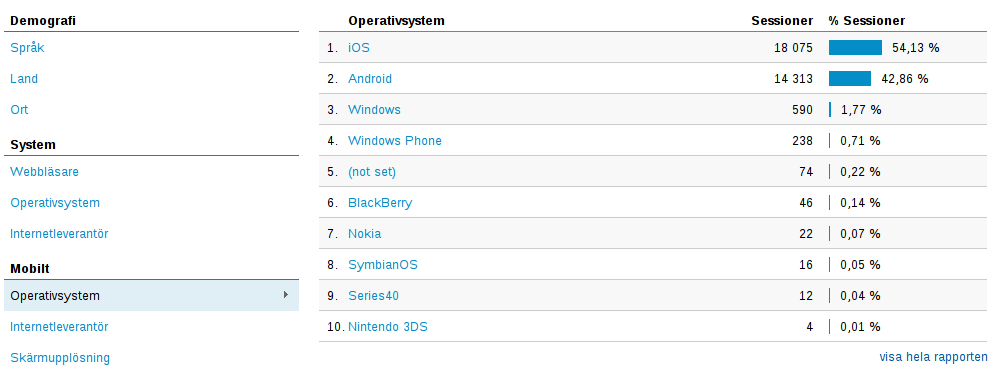 Demografi
Språk
Land
Ort
System
Webbläsare
Operativsystem
Internetleverantör
Mobilt
Operativsystem
Internetleverantör
Skärmupplösning
Operativsystem Sessioner % Sessioner
1. iOS 18 075 54,13 %
2. Android 14 313 42,86 %
3. Windows 590 1,77 %
4. Windows Phone 238 0,71 %
5. (not set) 74 0,22 %
6. BlackBerry 46 0,14 %
7. Nokia 22 0,07 %
8. SymbianOS 16 0,05 %
9. Series40 12 0,04 %
10. Nintendo 3DS 4 0,01 %
visa hela rapporten